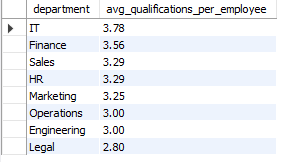 department avg_qualifications_per_employee
IT 3.78
Finance 3.56
Sales 3.29
HR 3.29
Marketing 3.25
Operations 3.00
Engineering 3.00
Legal 2.80